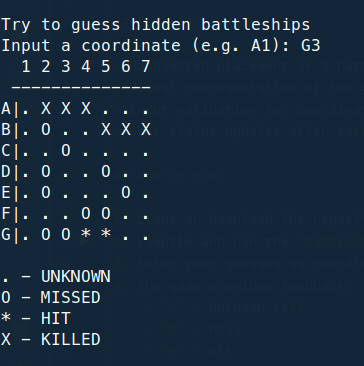 Try to guess hidden battleships
Input a coordinate (e.g. A1): G3
  1 2 3 4 5 6 7
 --------------
A|. X X X . . .
B|. O . . X X X
C|. . O . . . .
D|. O . . O . .
E|. O . . . O .
F|. . . O O . .
G|. O O * * . .
. - UNKNOWN
O - MISSED
* - HIT
X - KILLED